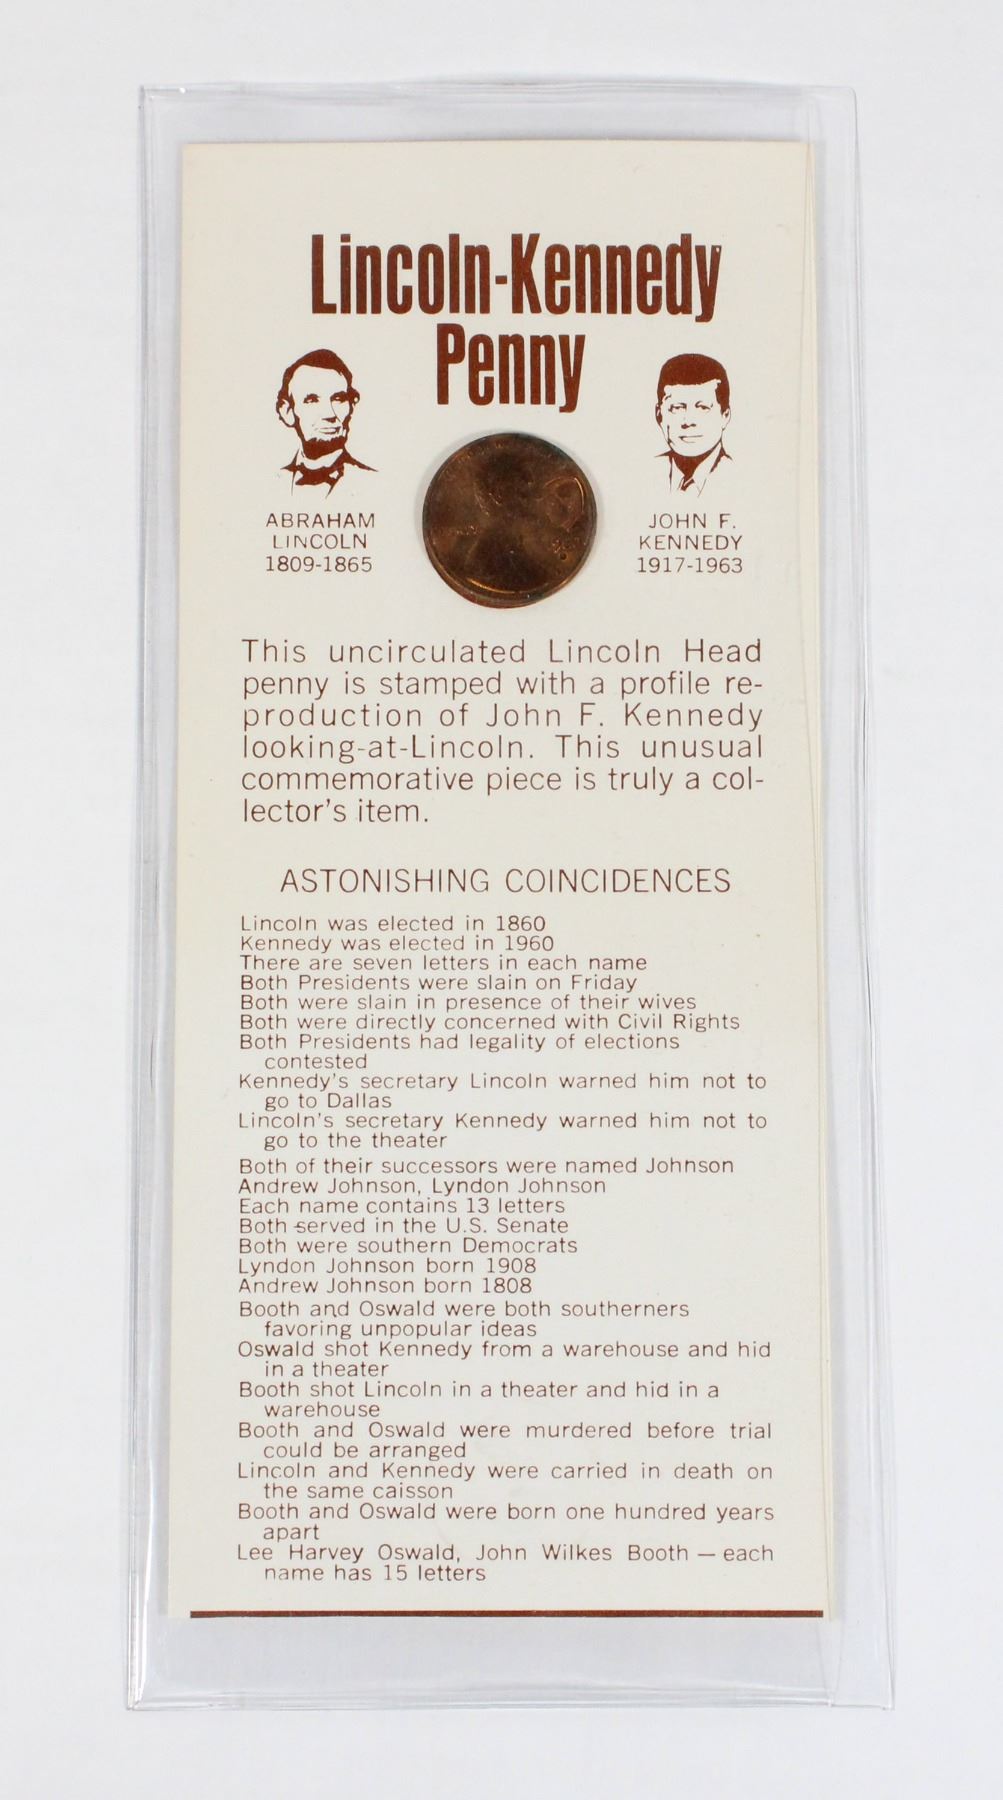 Lincoln-Kennedy
Penny
ABRAHAM
LINCOLN
1809-1865
JOHN F.
KENNEDY
1917-1963
This uncirculated Lincoln Head
penny is stamped with a profile re-
production of John F. Kennedy
looking-at-Lincoln. This unusual
commemorative piece is truly a col-
lector's item.
ASTONISHING COINCIDENCES
Lincoln was elected in 1860
Kennedy was elected in 1960
There are seven letters in each name
Both Presidents were slain on Friday
Both were slain in presence of their wives
Both were directly concerned with Civil Rights
Both Presidents had legality of elections
contested
Kennedy's secretary Lincoln warned him not to
go to Dallas
Lincoln's secretary Kennedy warned him not to
go to the theater
Both of their successors were named Johnson
Andrew Johnson, Lyndon Johnson
Each name contains 13 letters
Both served in the U.S. Senate
Both were southern Democrats
Lyndon Johnson born 1908
Andrew Johnson born 1808
Booth and Oswald were both southerners
favoring unpopular ideas
Oswald shot Kennedy from a warehouse and hid
in a theater
Booth shot Lincoln in a theater and hid in a
warehouse
Booth and Oswald were murdered before trial
could be arranged
Lincoln and Kennedy were carried in death on
the same caisson
Booth and Oswald were born one hundred years
apart
Lee Harvey Oswald, John Wilkes Booth — each
name has 15 letters